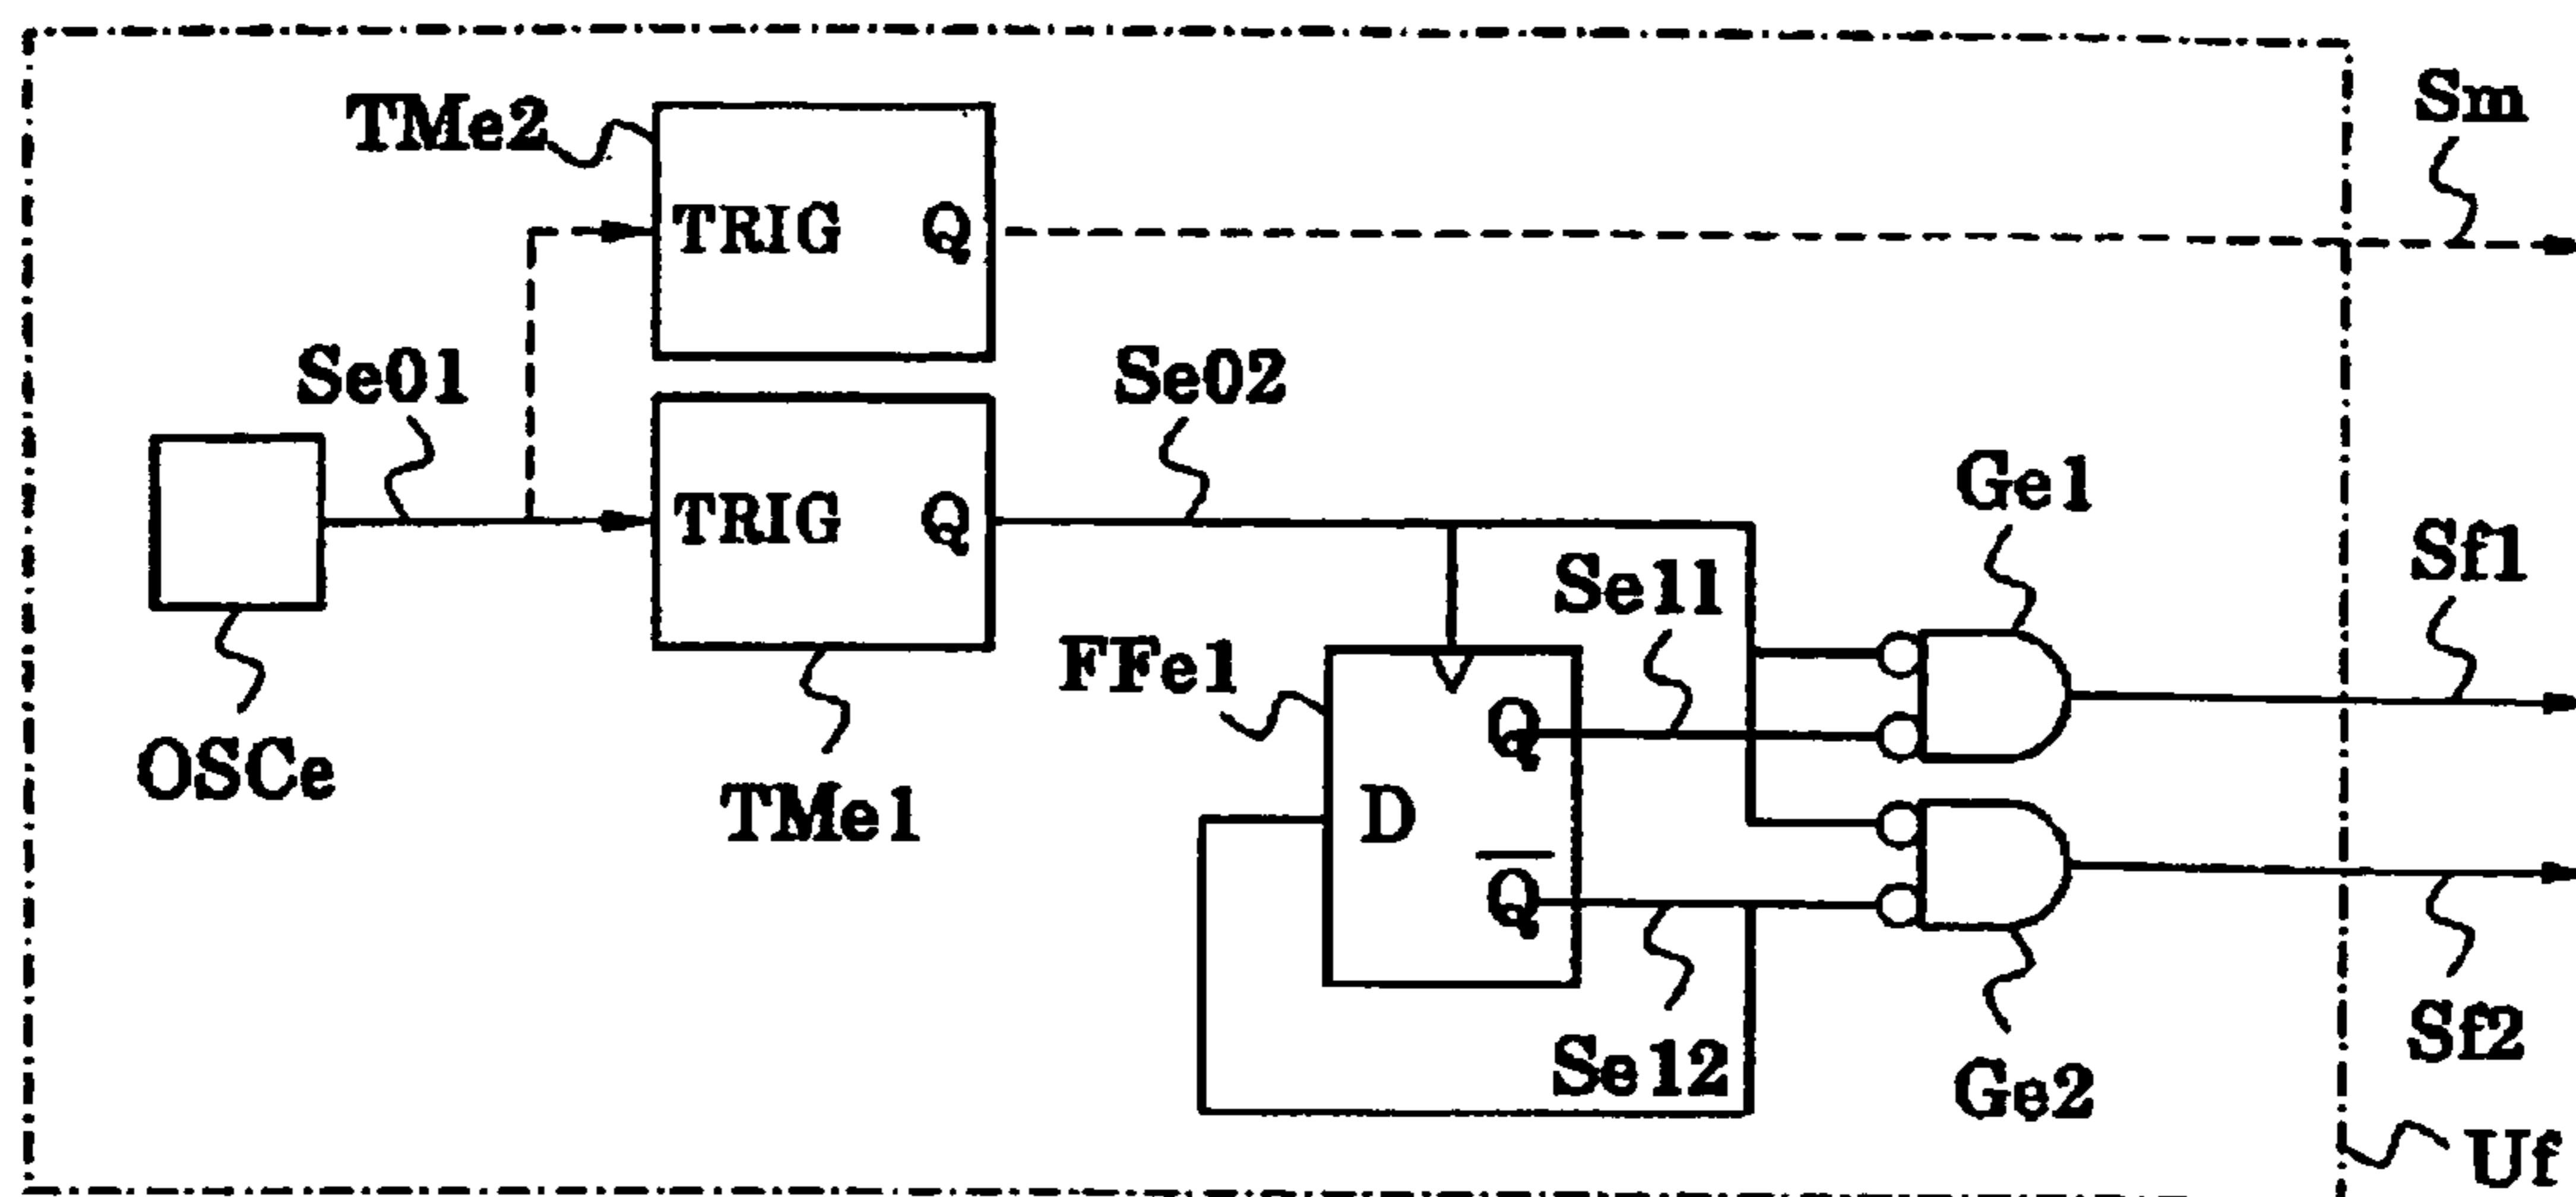 TMe2
Sm
TRIG Q
Se01
Se02
TRIG Q
Ge1
Sf1
Se11
FFe1
Q
OSCe
TMe1
D
Q̅
Se12
Ge2
Sf2
Uf